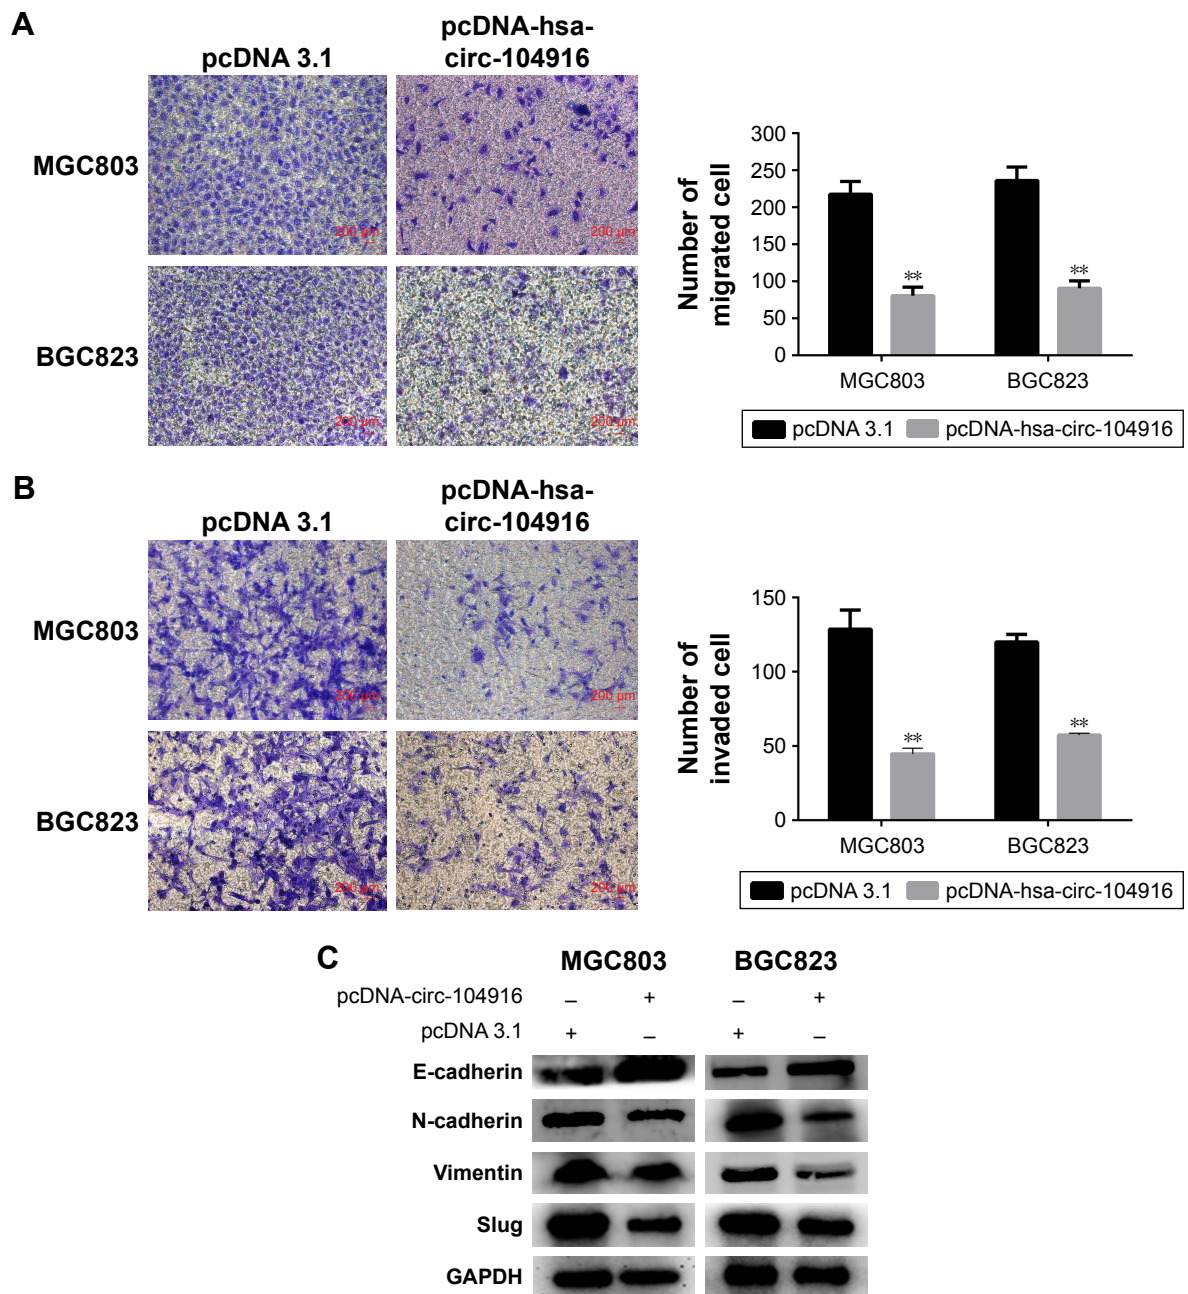 A
pcDNA 3.1
pcDNA-hsa-
circ-104916
MGC803
200 µm
200 µm
BGC823
200 µm
200 µm
Number of
migrated cell
300
250
200
150
100
50
0
**
**
MGC803
BGC823
pcDNA 3.1
pcDNA-hsa-circ-104916
B
pcDNA 3.1
pcDNA-hsa-
circ-104916
MGC803
200 µm
200 µm
BGC823
200 µm
200 µm
Number of
invaded cell
150
100
50
0
**
**
MGC803
BGC823
pcDNA 3.1
pcDNA-hsa-circ-104916
C
MGC803
BGC823
pcDNA-circ-104916 – + – +
pcDNA 3.1 + – + –
E-cadherin
N-cadherin
Vimentin
Slug
GAPDH